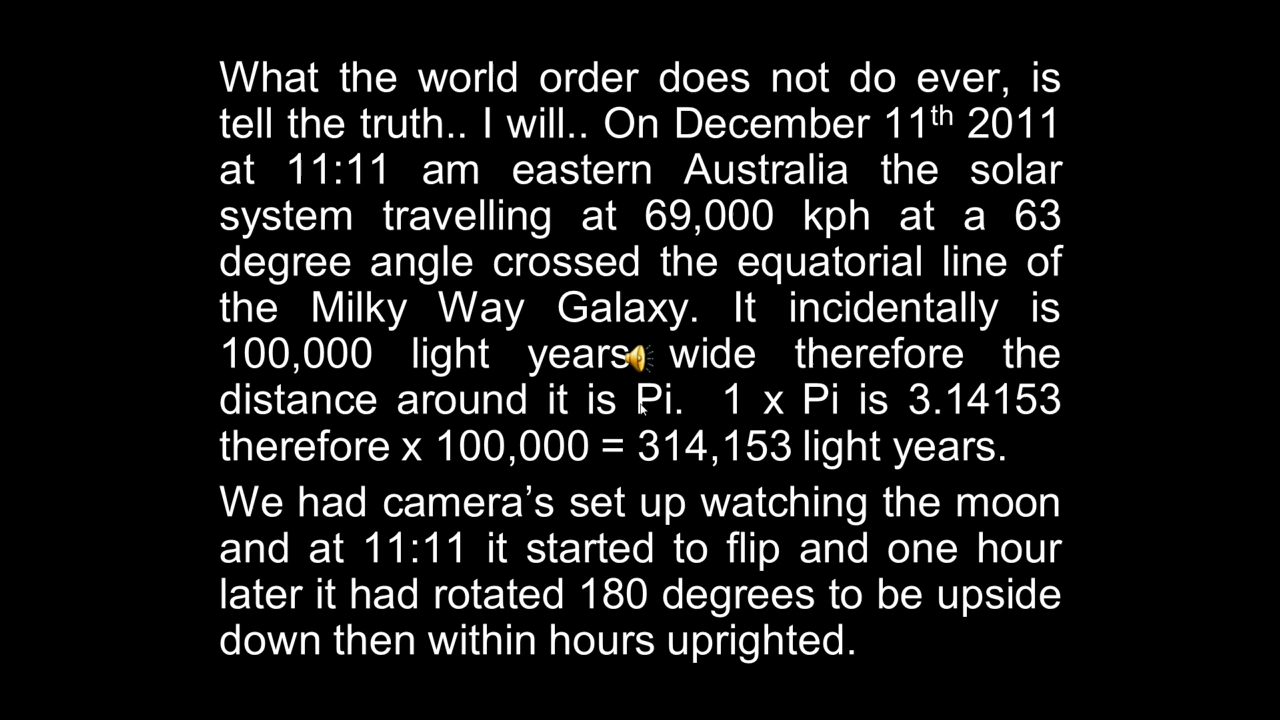 What the world order does not do ever, is
tell the truth.. I will.. On December 11th 2011
at 11:11 am eastern Australia the solar
system travelling at 69,000 kph at a 63
degree angle crossed the equatorial line of
the Milky Way Galaxy. It incidentally is
100,000 light years wide therefore the
distance around it is Pi. 1 x Pi is 3.14153
therefore x 100,000 = 314,153 light years.
We had camera’s set up watching the moon
and at 11:11 it started to flip and one hour
later it had rotated 180 degrees to be upside
down then within hours uprighted.